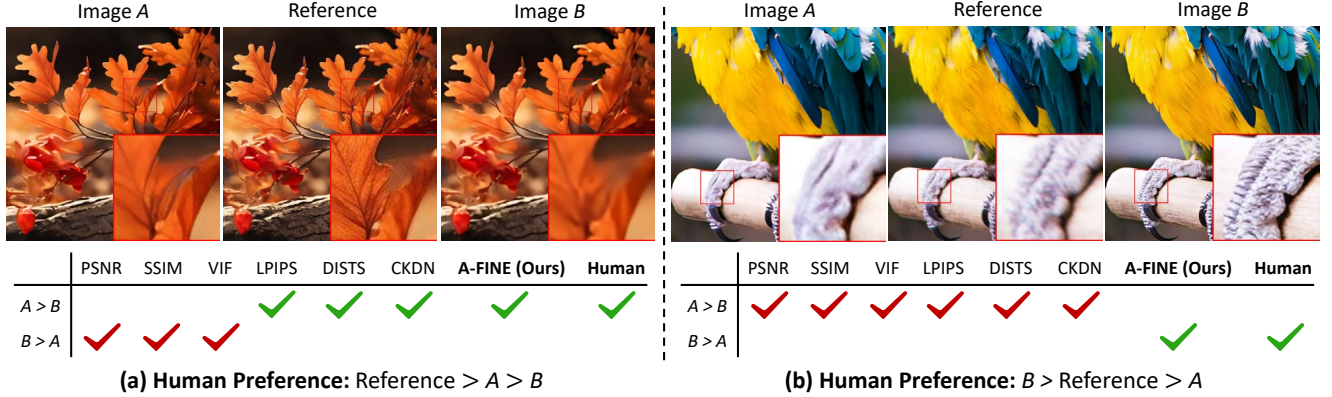 Image A Reference Image B
PSNR SSIM VIF LPIPS DISTS CKDN A-FINE (Ours) Human
A > B
B > A
(a) Human Preference: Reference > A > B
Image A Reference Image B
PSNR SSIM VIF LPIPS DISTS CKDN A-FINE (Ours) Human
A > B
B > A
(b) Human Preference: B > Reference > A